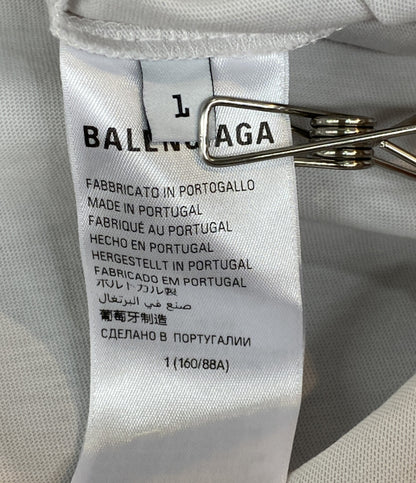 1
BALENCIAGA
FABBRICATO IN PORTOGALLO
MADE IN PORTUGAL
FABRIQUÉ AU PORTUGAL
HECHO EN PORTUGAL
HERGESTELLT IN PORTUGAL
FABRICADO EM PORTUGAL
ポルトガル製
صنع في البرتغال
葡萄牙制造
СДЕЛАНО В ПОРТУГАЛИИ
1 (160/88A)